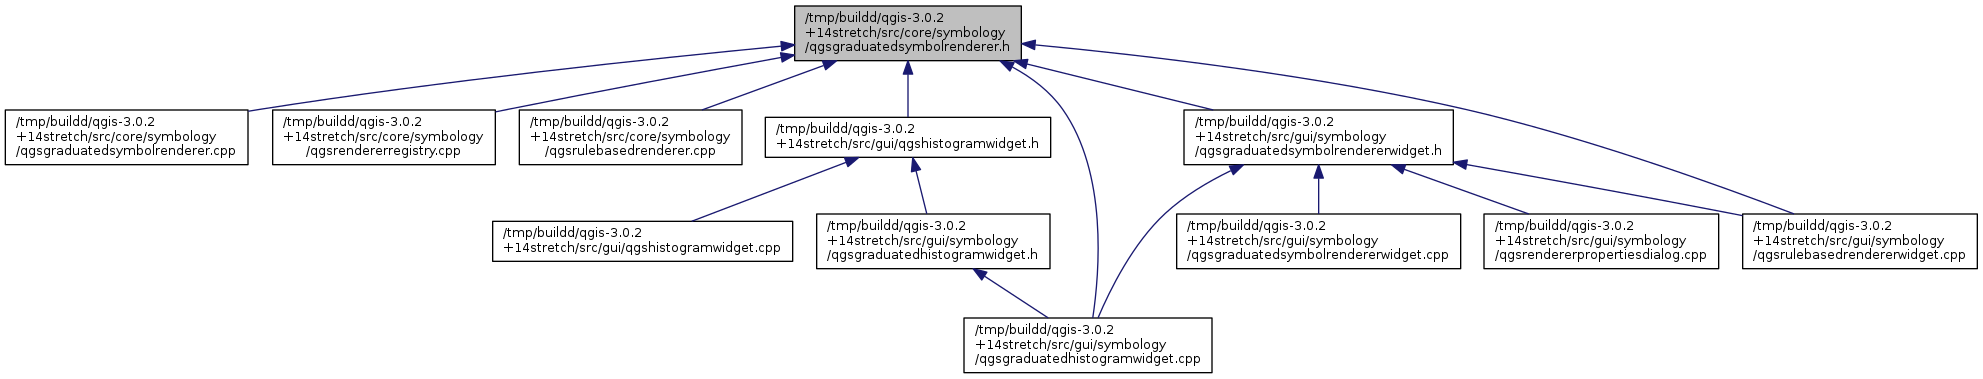 /tmp/buildd/qgis-3.0.2
+14stretch/src/core/symbology
/qgsgraduatedsymbolrenderer.h
/tmp/buildd/qgis-3.0.2
+14stretch/src/core/symbology
/qgsgraduatedsymbolrenderer.cpp
/tmp/buildd/qgis-3.0.2
+14stretch/src/core/symbology
/qgsrendererregistry.cpp
/tmp/buildd/qgis-3.0.2
+14stretch/src/core/symbology
/qgsrulebasedrenderer.cpp
/tmp/buildd/qgis-3.0.2
+14stretch/src/gui/qgshistogramwidget.h
/tmp/buildd/qgis-3.0.2
+14stretch/src/gui/symbology
/qgsgraduatedsymbolrendererwidget.h
/tmp/buildd/qgis-3.0.2
+14stretch/src/gui/qgshistogramwidget.cpp
/tmp/buildd/qgis-3.0.2
+14stretch/src/gui/symbology
/qgsgraduatedhistogramwidget.h
/tmp/buildd/qgis-3.0.2
+14stretch/src/gui/symbology
/qgsgraduatedsymbolrendererwidget.cpp
/tmp/buildd/qgis-3.0.2
+14stretch/src/gui/symbology
/qgsrendererpropertiesdialog.cpp
/tmp/buildd/qgis-3.0.2
+14stretch/src/gui/symbology
/qgsrulebasedrendererwidget.cpp
/tmp/buildd/qgis-3.0.2
+14stretch/src/gui/symbology
/qgsgraduatedhistogramwidget.cpp